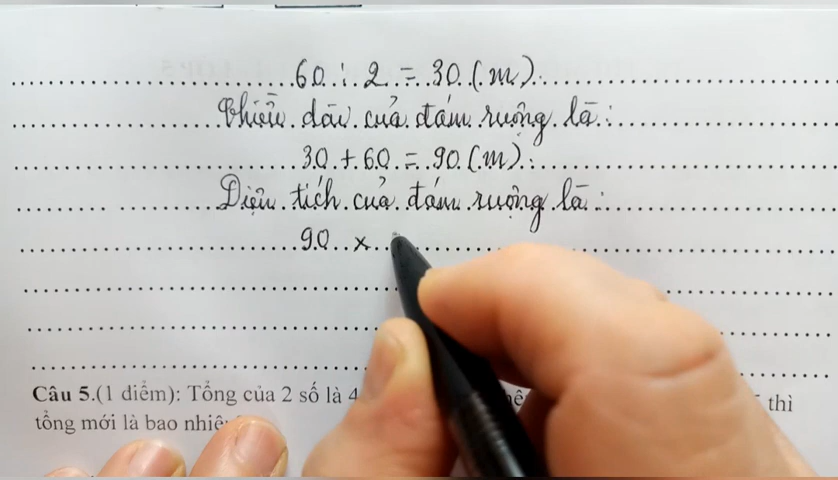 60 : 2 = 30 (m).
Chiều dài của đám ruộng là:
30 + 60 = 90 (m).
Diện tích của đám ruộng là:
90 x
Câu 5.(1 điểm): Tổng của 2 số là 4 thì
tổng mới là bao